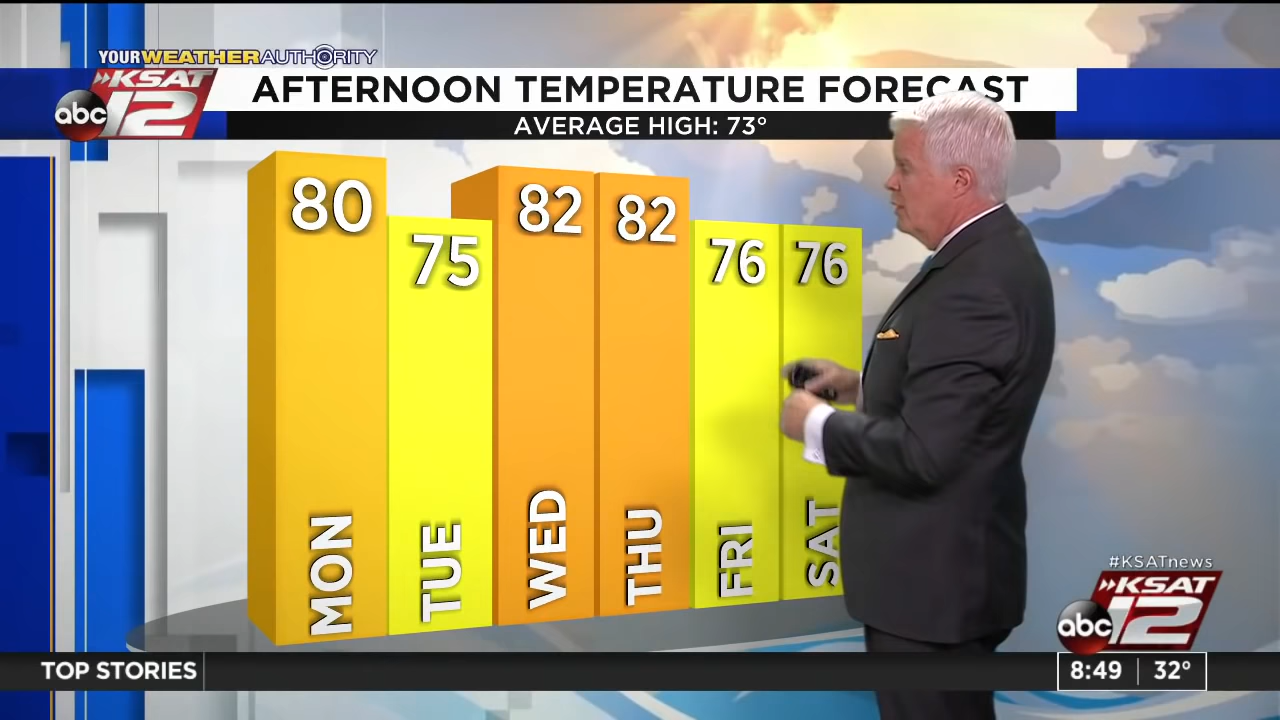 YOURWEATHERAUTHORITY
KSAT
abc 12
AFTERNOON TEMPERATURE FORECAST
AVERAGE HIGH: 73°
80
75
82
82
76
76
MON
TUE
WED
THU
FRI
SAT
#KSATnews
KSAT
abc 12
TOP STORIES
8:49 32°